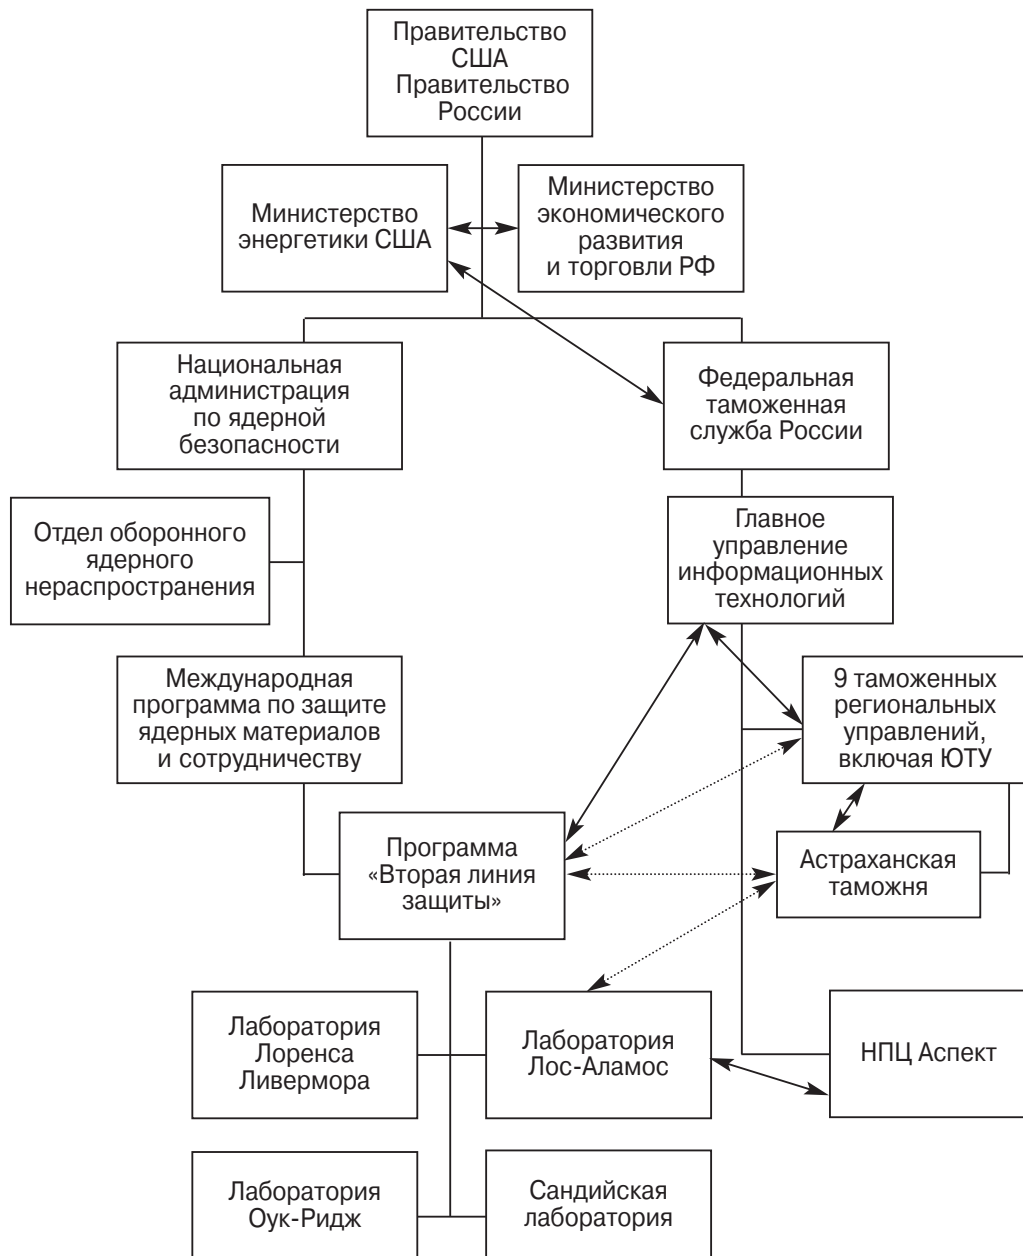 Правительство
США
Правительство
России
Министерство
энергетики США
Министерство
экономического
развития
и торговли РФ
Национальная
администрация
по ядерной
безопасности
Федеральная
таможенная
служба России
Отдел оборонного
ядерного
нераспространения
Главное
управление
информационных
технологий
Международная
программа по защите
ядерных материалов
и сотрудничеству
9 таможенных
региональных
управлений,
включая ЮТУ
Программа
«Вторая линия
защиты»
Астраханская
таможня
Лаборатория
Лоренса
Ливермора
Лаборатория
Лос-Аламос
НПЦ Аспект
Лаборатория
Оук-Ридж
Сандийская
лаборатория